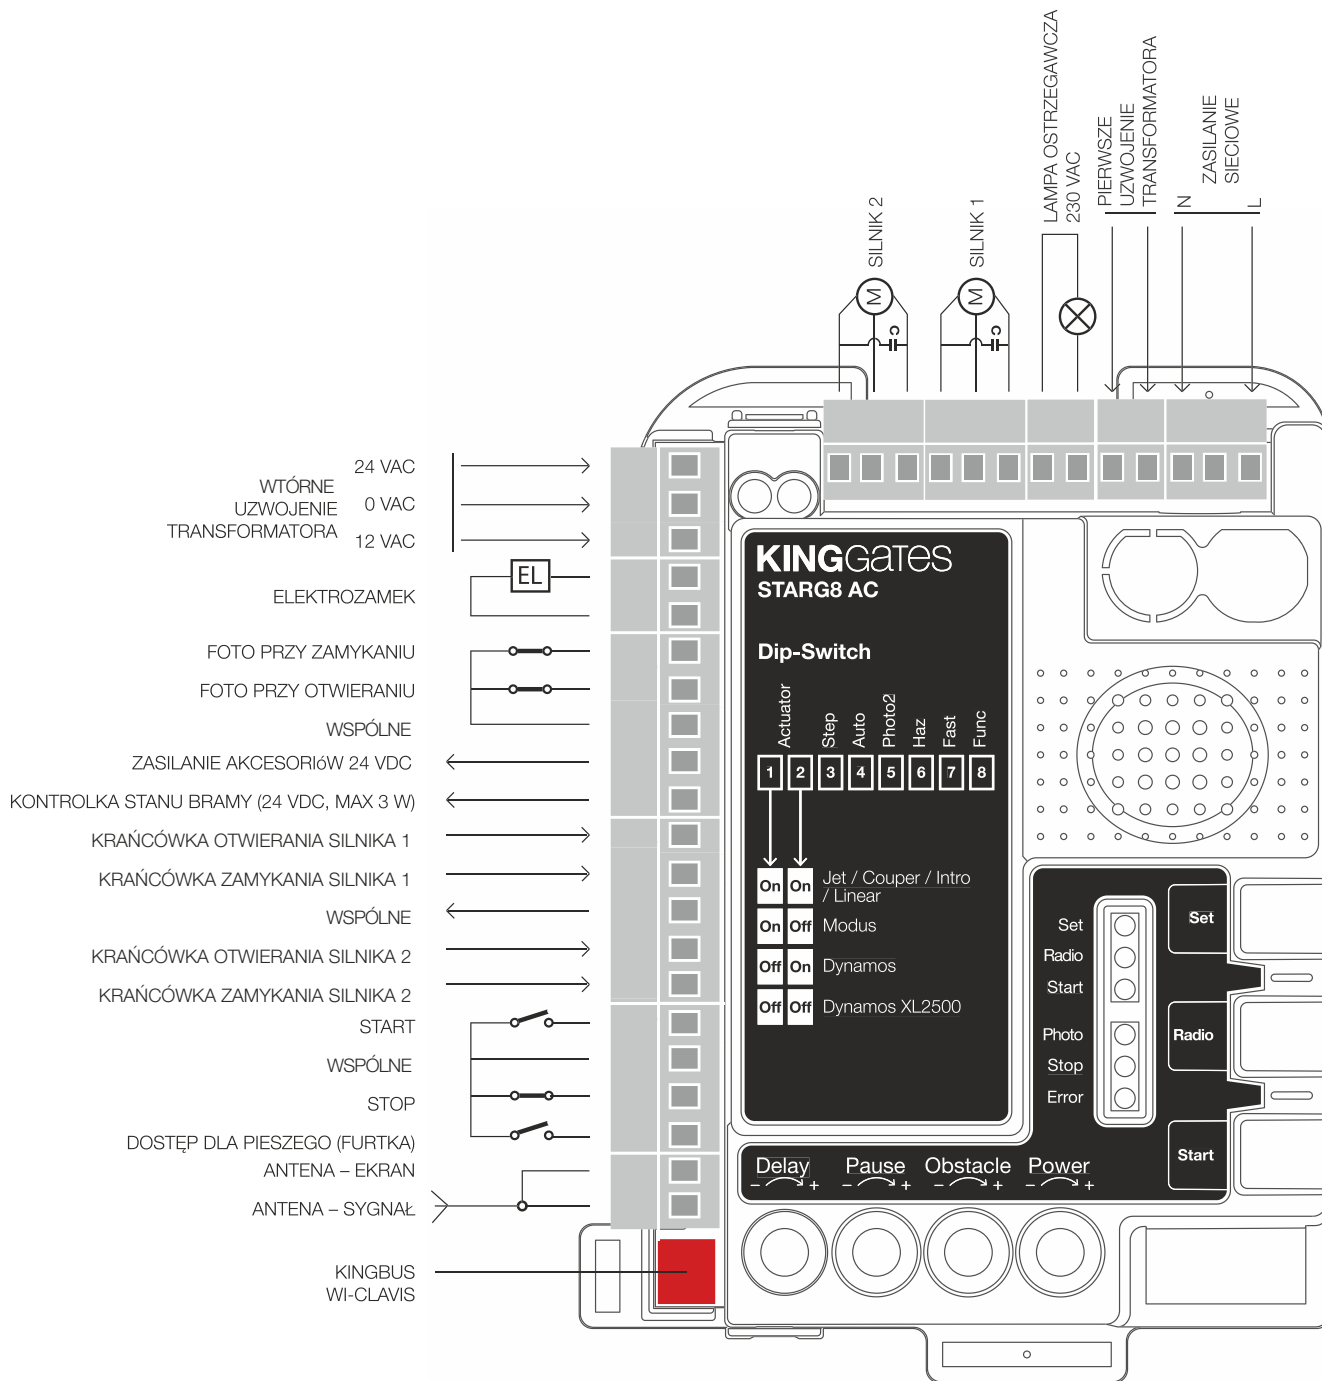 LAMPA OSTRZEGAWCZA
230 VAC
PIERWSZE
UZWOJENIE
TRANSFORMATORA
ZASILANIE
SIECIOWE
N
L
SILNIK 2
SILNIK 1
M
M
C
C
24 VAC
WTÓRNE
UZWOJENIE
TRANSFORMATORA
0 VAC
12 VAC
EL
ELEKTROZAMEK
FOTO PRZY ZAMYKANIU
FOTO PRZY OTWIERANIU
WSPÓLNE
ZASILANIE AKCESORIóW 24 VDC
KONTROLKA STANU BRAMY (24 VDC, MAX 3 W)
KRAŃCÓWKA OTWIERANIA SILNIKA 1
KRAŃCÓWKA ZAMYKANIA SILNIKA 1
WSPÓLNE
KRAŃCÓWKA OTWIERANIA SILNIKA 2
KRAŃCÓWKA ZAMYKANIA SILNIKA 2
START
WSPÓLNE
STOP
DOSTĘP DLA PIESZEGO (FURTKA)
ANTENA – EKRAN
ANTENA – SYGNAŁ
KINGBUS
WI-CLAVIS
KINGGATES
STARG8 AC
Dip-Switch
Actuator
Step
Auto
Photo2
Haz
Fast
Func
1 2 3 4 5 6 7 8
On On Jet / Couper / Intro
/ Linear
On Off Modus
Off On Dynamos
Off Off Dynamos XL2500
Set
Radio
Start
Photo
Stop
Error
Set
Radio
Start
Delay Pause Obstacle Power
- + - + - + - +